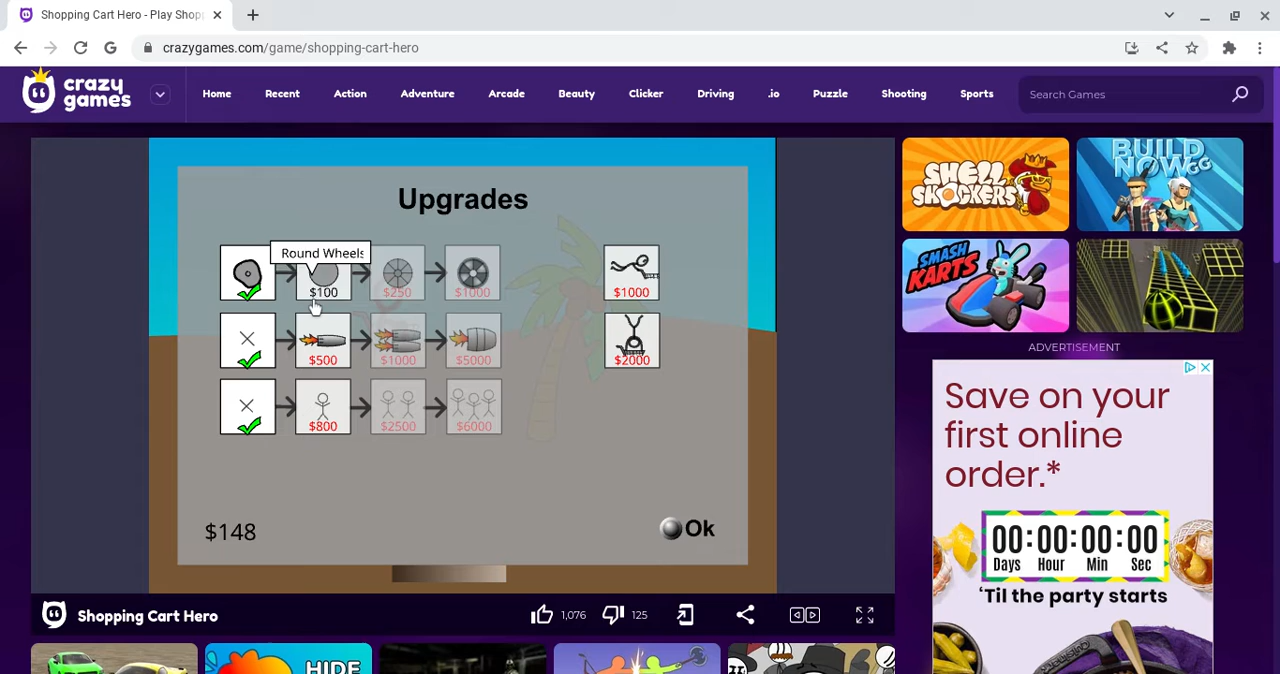 Shopping Cart Hero - Play Shop
crazygames.com/game/shopping-cart-hero
crazy games
Home Recent Action Adventure Arcade Beauty Clicker Driving .io Puzzle Shooting Sports
Search Games
Upgrades
Round Wheels
$100 $250 $1000
$500 $1000 $5000
$800 $2500 $6000
$1000
$2000
$148
Ok
Shopping Cart Hero
1,076
125
SHELL SHOCKERS
BUILD NOW GG
SMASH KARTS
ADVERTISEMENT
Save on your
first online
order.*
00:00:00:00
Days Hour Min Sec
'Til the party starts
HIDE